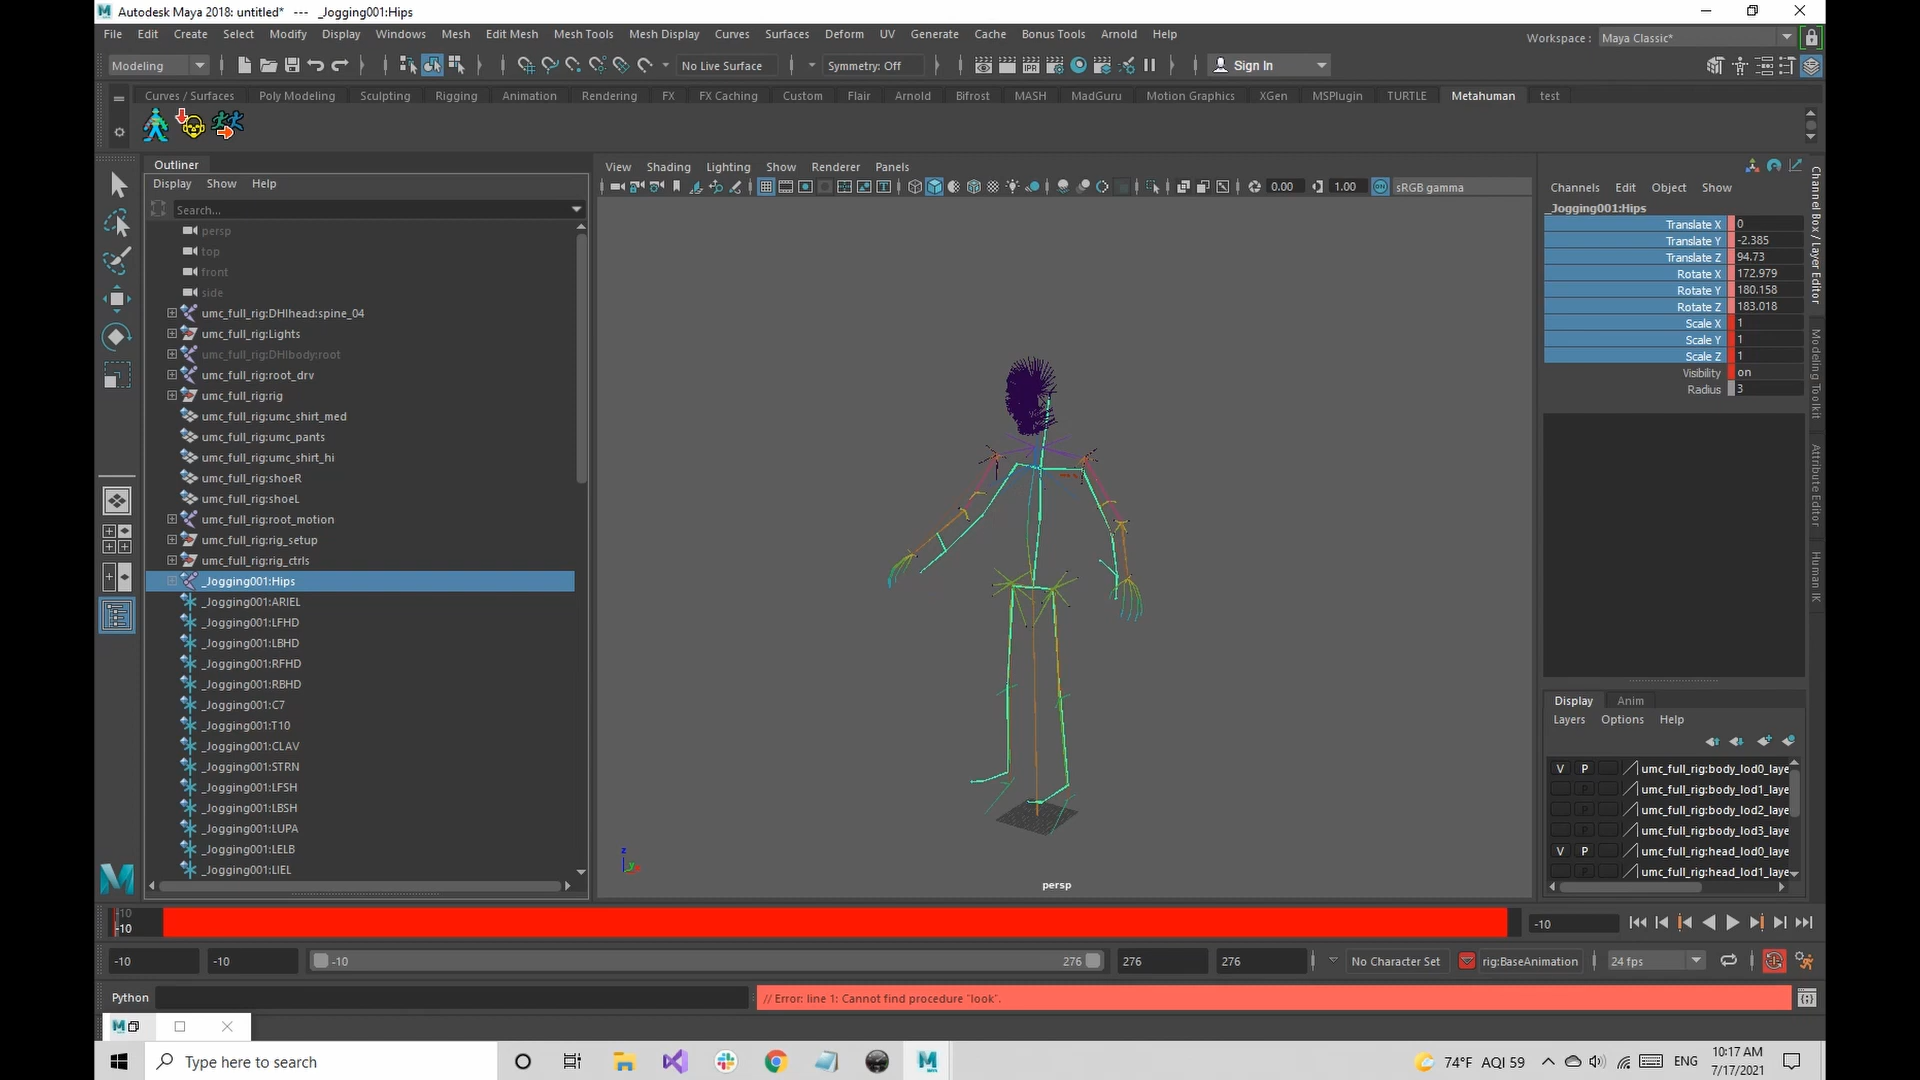 Autodesk Maya 2018: untitled*   ---   _Jogging001:Hips
File Edit Create Select Modify Display Windows Mesh Edit Mesh Mesh Tools Mesh Display Curves Surfaces Deform UV Generate Cache Bonus Tools Arnold Help
Workspace : Maya Classic*
Modeling No Live Surface Symmetry: Off Sign In
Curves / Surfaces Poly Modeling Sculpting Rigging Animation Rendering FX FX Caching Custom Flair Arnold Bifrost MASH MadGuru Motion Graphics XGen MSPlugin TURTLE Metahuman test
Outliner
Display Show Help
Search...
persp
top
front
side
umc_full_rig:DHIhead:spine_04
umc_full_rig:Lights
umc_full_rig:DHIbody:root
umc_full_rig:root_drv
umc_full_rig:rig
umc_full_rig:umc_shirt_med
umc_full_rig:umc_pants
umc_full_rig:umc_shirt_hi
umc_full_rig:shoeR
umc_full_rig:shoeL
umc_full_rig:root_motion
umc_full_rig:rig_setup
umc_full_rig:rig_ctrls
_Jogging001:Hips
_Jogging001:ARIEL
_Jogging001:LFHD
_Jogging001:LBHD
_Jogging001:RFHD
_Jogging001:RBHD
_Jogging001:C7
_Jogging001:T10
_Jogging001:CLAV
_Jogging001:STRN
_Jogging001:LFSH
_Jogging001:LBSH
_Jogging001:LUPA
_Jogging001:LELB
_Jogging001:LIEL
View Shading Lighting Show Renderer Panels
0.00 1.00 ON sRGB gamma
z
y
persp
Channels Edit Object Show
_Jogging001:Hips
Translate X 0
Translate Y -2.385
Translate Z 94.73
Rotate X 172.979
Rotate Y 180.158
Rotate Z 183.018
Scale X 1
Scale Y 1
Scale Z 1
Visibility on
Radius 3
Channel Box / Layer Editor
Modeling Toolkit
Attribute Editor
Human IK
Display Anim
Layers Options Help
V P umc_full_rig:body_lod0_laye
P umc_full_rig:body_lod1_laye
P umc_full_rig:body_lod2_laye
P umc_full_rig:body_lod3_laye
V P umc_full_rig:head_lod0_laye
P umc_full_rig:head_lod1_laye
-10
-10 -10
-10 -10 -10 276 276 276 No Character Set rig:BaseAnimation 24 fps
Python // Error: line 1: Cannot find procedure "look".
Type here to search
74°F AQI 59 ENG
10:17 AM
7/17/2021